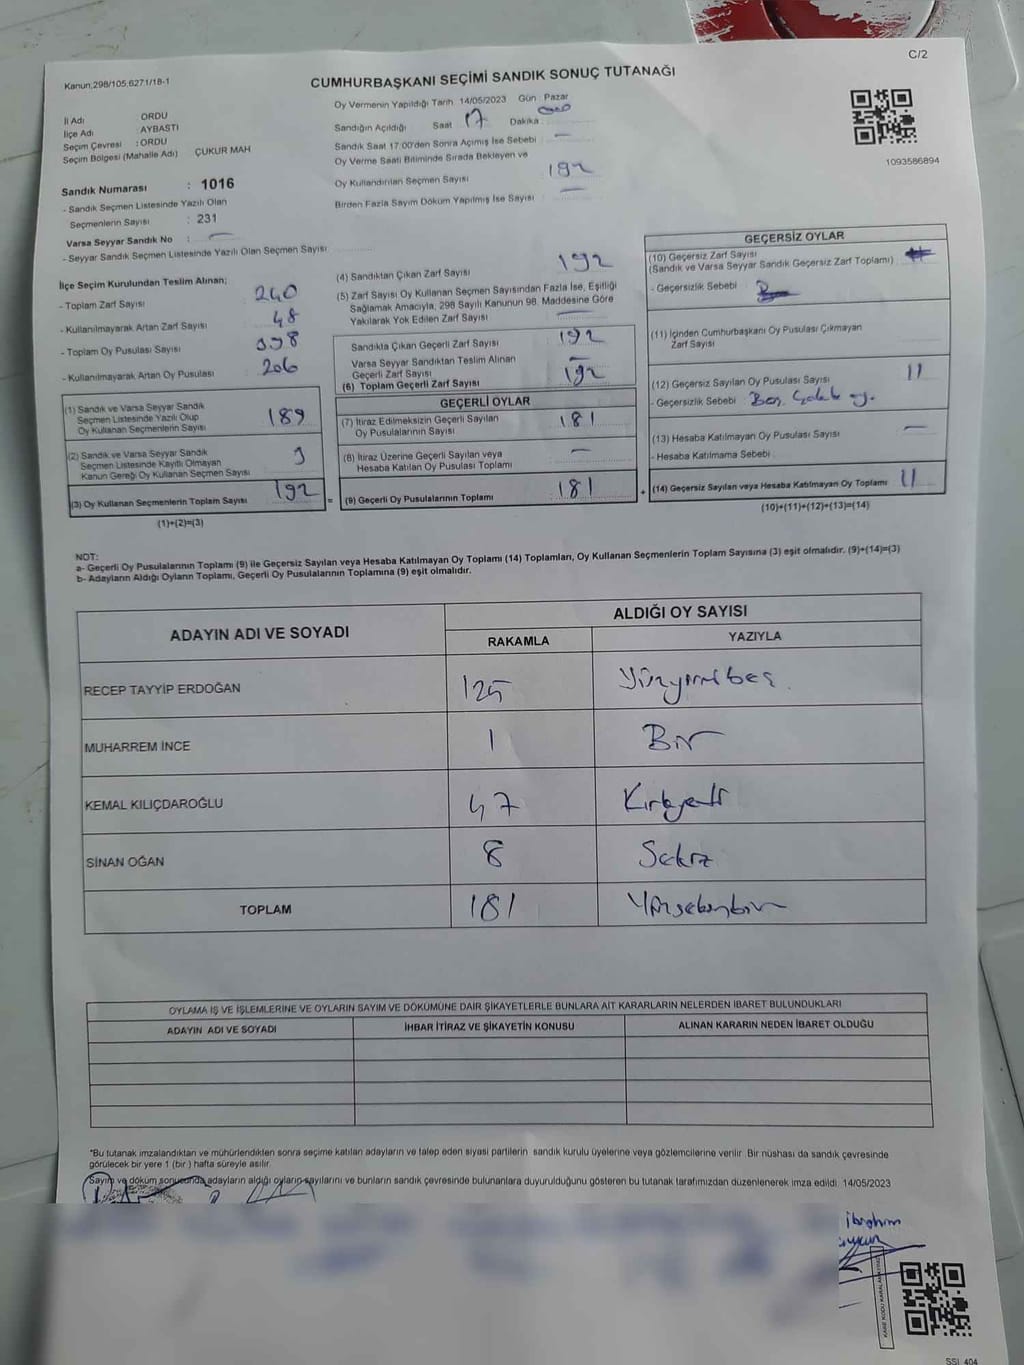 C/2
Kanun,298/105,6271/18-1
CUMHURBAŞKANI SEÇİMİ SANDIK SONUÇ TUTANAĞI
İl Adı ORDU
İlçe Adı AYBASTI
Seçim Çevresi : ORDU
Seçim Bölgesi (Mahalle Adı) ÇUKUR MAH
Sandık Numarası : 1016
- Sandık Seçmen Listesinde Yazılı Olan
Seçmenlerin Sayısı : 231
Varsa Seyyar Sandık No : —
- Seyyar Sandık Seçmen Listesinde Yazılı Olan Seçmen Sayısı
Oy Vermenin Yapıldığı Tarih 14/05/2023 Gün : Pazar
Sandığın Açıldığı Saat 17 Dakika : 00
Sandık Saat 17:00'den Sonra Açımış İse Sebebi —
Oy Verme Saati Bitiminde Sırada Bekleyen ve
Oy Kullandırılan Seçmen Sayısı 192
Birden Fazla Sayım Döküm Yapılmış İse Sayısı —
1093586894
İlçe Seçim Kurulundan Teslim Alınan;
- Toplam Zarf Sayısı 240
- Kullanılmayarak Artan Zarf Sayısı 48
- Toplam Oy Pusulası Sayısı 398
- Kullanılmayarak Artan Oy Pusulası 206
(1) Sandık ve Varsa Seyyar Sandık
Seçmen Listesinde Yazılı Olup
Oy Kullanan Seçmenlerin Sayısı 189
(2) Sandık ve Varsa Seyyar Sandık
Seçmen Listesinde Kayıtlı Olmayan
Kanun Gereği Oy Kullanan Seçmen Sayısı 3
(3) Oy Kullanan Seçmenlerin Toplam Sayısı 192
(1)+(2)=(3)
(4) Sandıktan Çıkan Zarf Sayısı 192
(5) Zarf Sayısı Oy Kullanan Seçmen Sayısından Fazla İse, Eşitliği
Sağlamak Amacıyla, 298 Sayılı Kanunun 98. Maddesine Göre
Yakılarak Yok Edilen Zarf Sayısı —
Sandıkta Çıkan Geçerli Zarf Sayısı 192
Varsa Seyyar Sandıktan Teslim Alınan
Geçerli Zarf Sayısı —
(6) Toplam Geçerli Zarf Sayısı 192
GEÇERLİ OYLAR
(7) İtiraz Edilmeksizin Geçerli Sayılan
Oy Pusulalarının Sayısı 181
(8) İtiraz Üzerine Geçerli Sayılan veya
Hesaba Katılan Oy Pusulası Toplamı —
= (9) Geçerli Oy Pusulalarının Toplamı 181 +
GEÇERSİZ OYLAR
(10) Geçersiz Zarf Sayısı
(Sandık ve Varsa Seyyar Sandık Geçersiz Zarf Toplamı)
- Geçersizlik Sebebi
(11) İçinden Cumhurbaşkanı Oy Pusulası Çıkmayan
Zarf Sayısı
(12) Geçersiz Sayılan Oy Pusulası Sayısı 11
- Geçersizlik Sebebi
(13) Hesaba Katılmayan Oy Pusulası Sayısı —
- Hesaba Katılmama Sebebi
(14) Geçersiz Sayılan veya Hesaba Katılmayan Oy Toplamı 11
(10)+(11)+(12)+(13)=(14)
NOT:
a- Geçerli Oy Pusulalarının Toplamı (9) ile Geçersiz Sayılan veya Hesaba Katılmayan Oy Toplamı (14) Toplamları, Oy Kullanan Seçmenlerin Toplam Sayısına (3) eşit olmalıdır. (9)+(14)=(3)
b- Adayların Aldığı Oyların Toplamı, Geçerli Oy Pusulalarının Toplamına (9) eşit olmalıdır.
ADAYIN ADI VE SOYADI ALDIĞI OY SAYISI
RAKAMLA YAZIYLA
RECEP TAYYİP ERDOĞAN 125 Yüzyirmibeş
MUHARREM İNCE 1 Bir
KEMAL KILIÇDAROĞLU 47 Kırkyedi
SİNAN OĞAN 8 Sekiz
TOPLAM 181 Yüzseksenbir
OYLAMA İŞ VE İŞLEMLERİNE VE OYLARIN SAYIM VE DÖKÜMÜNE DAİR ŞİKAYETLERLE BUNLARA AİT KARARLARIN NELERDEN İBARET BULUNDUKLARI
ADAYIN ADI VE SOYADI İHBAR İTİRAZ VE ŞİKAYETİN KONUSU ALINAN KARARIN NEDEN İBARET OLDUĞU
*Bu tutanak imzalandıktan ve mühürlendikten sonra seçime katılan adayların ve talep eden siyasi partilerin sandık kurulu üyelerine veya gözlemcilerine verilir. Bir nüshası da sandık çevresinde
görülecek bir yere 1 (bir ) hafta süreyle asılır.
Sayım ve döküm sonucunda adayların aldığı oyların sayılarını ve bunların sandık çevresinde bulunanlara duyurulduğunu gösteren bu tutanak tarafımızdan düzenlenerek imza edildi. 14/05/2023
İbrahim
KARE KODU KARALAMAYINIZ
SSİ 404